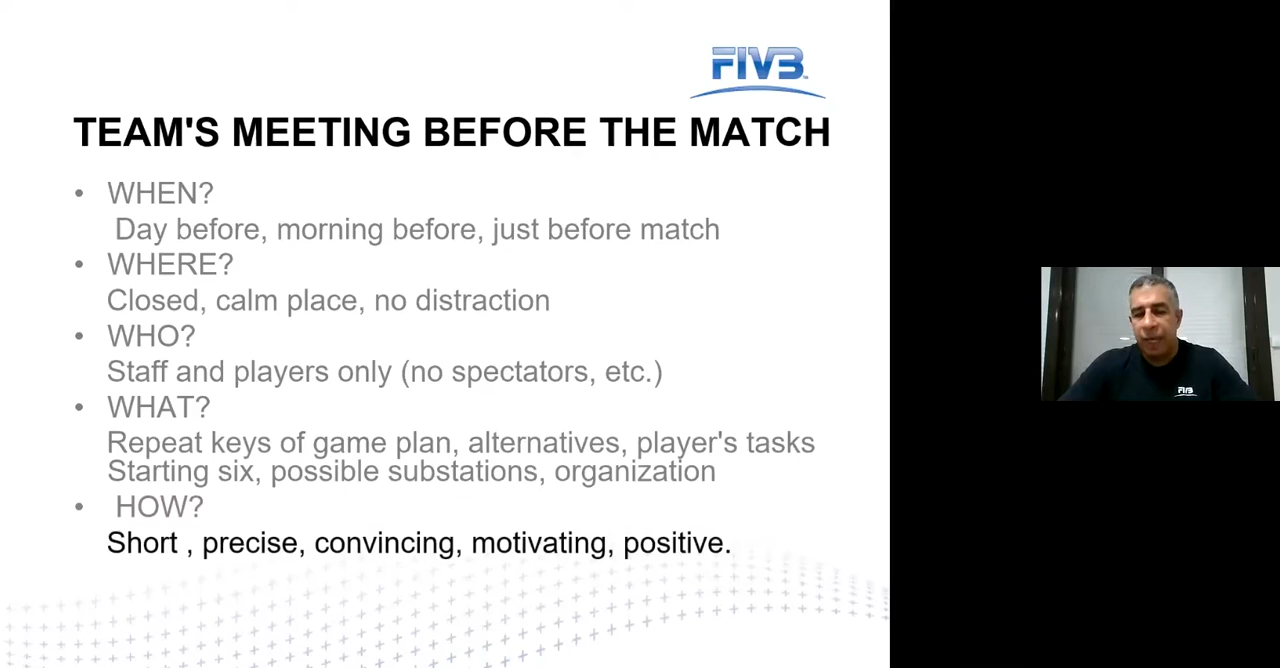 FIVB
TEAM'S MEETING BEFORE THE MATCH
• WHEN?
Day before, morning before, just before match
• WHERE?
Closed, calm place, no distraction
• WHO?
Staff and players only (no spectators, etc.)
• WHAT?
Repeat keys of game plan, alternatives, player's tasks
Starting six, possible substations, organization
• HOW?
Short , precise, convincing, motivating, positive.
FIVB